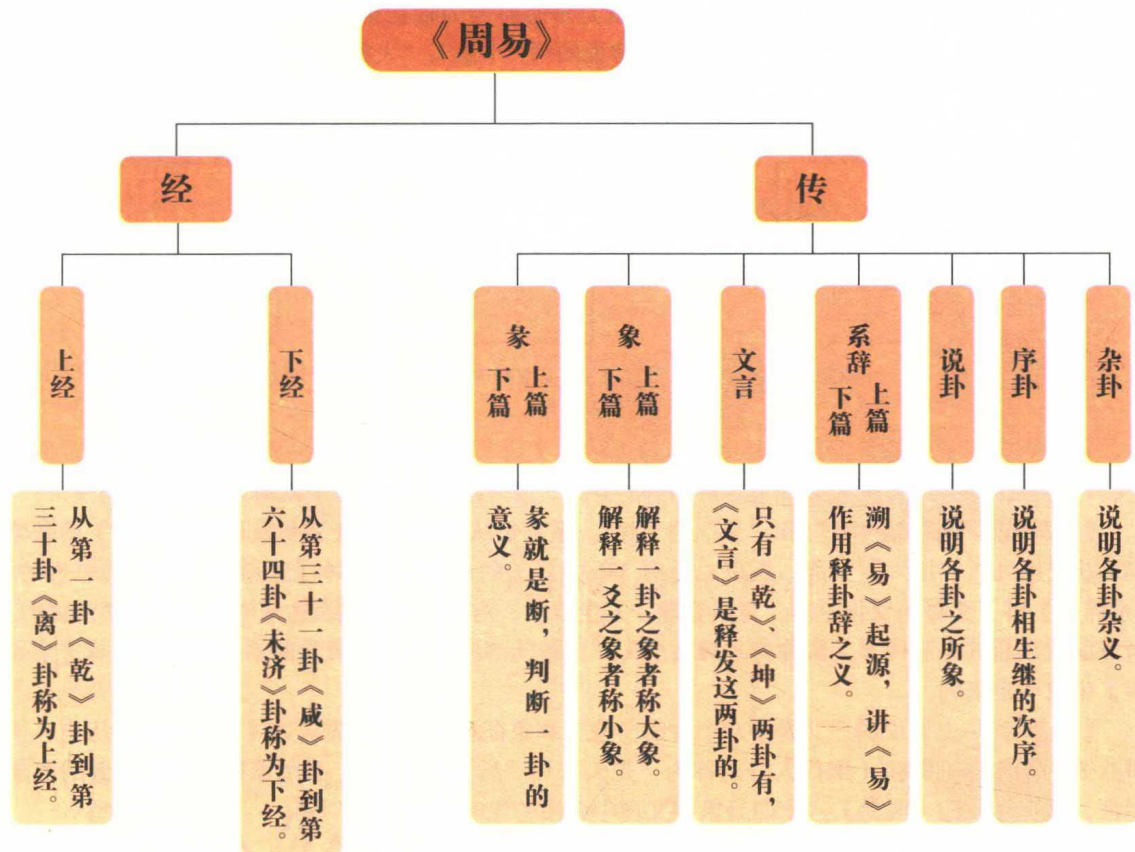 《周易》
经
传
上经
下经
彖
上篇
下篇
象
上篇
下篇
文言
系辞
上篇
下篇
说卦
序卦
杂卦
从第一卦《乾》卦到第
三十卦《离》卦称为上经。
从第三十一卦《咸》卦到第
六十四卦《未济》卦称为下经。
彖就是断，判断一卦的
意义。
解释一卦之象者称大象。
解释一爻之象者称小象。
只有《乾》、《坤》两卦有，
《文言》是释发这两卦的。
溯《易》起源，讲《易》
作用释卦辞之义。
说明各卦之所象。
说明各卦相生继的次序。
说明各卦杂义。